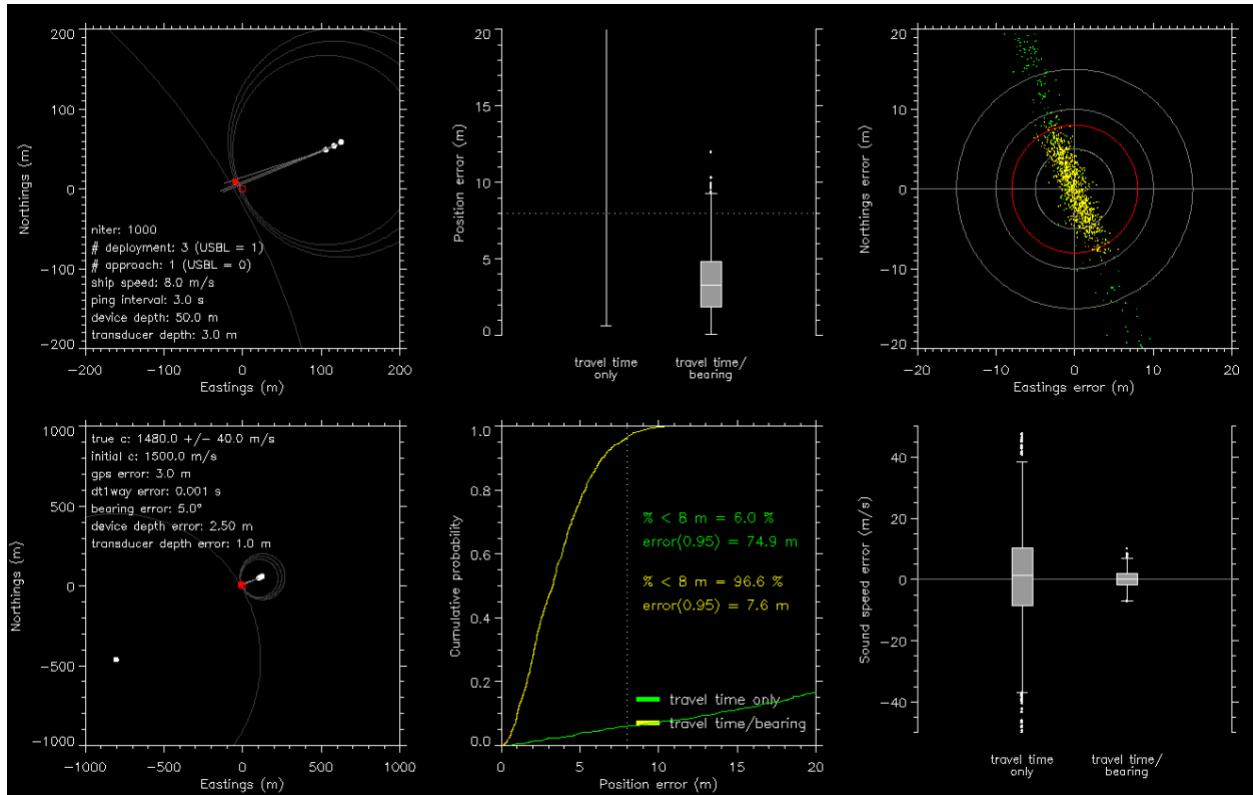 200
100
0
-100
-200
-200 -100 0 100 200
Northings (m)
Eastings (m)
niter: 1000
# deployment: 3 (USBL = 1)
# approach: 1 (USBL = 0)
ship speed: 8.0 m/s
ping interval: 3.0 s
device depth: 50.0 m
transducer depth: 3.0 m
20
15
10
5
0
Position error (m)
travel time
only
travel time/
bearing
20
10
0
-10
-20
-20 -10 0 10 20
Northings error (m)
Eastings error (m)
1000
500
0
-500
-1000
-1000 -500 0 500 1000
Northings (m)
Eastings (m)
true c: 1480.0 +/- 40.0 m/s
initial c: 1500.0 m/s
gps error: 3.0 m
dt1way error: 0.001 s
bearing error: 5.0°
device depth error: 2.50 m
transducer depth error: 1.0 m
1.0
0.8
0.6
0.4
0.2
0.0
0 5 10 15 20
Cumulative probability
Position error (m)
% < 8 m = 6.0 %
error(0.95) = 74.9 m
% < 8 m = 96.6 %
error(0.95) = 7.6 m
travel time only
travel time/bearing
40
20
0
-20
-40
Sound speed error (m/s)
travel time
only
travel time/
bearing